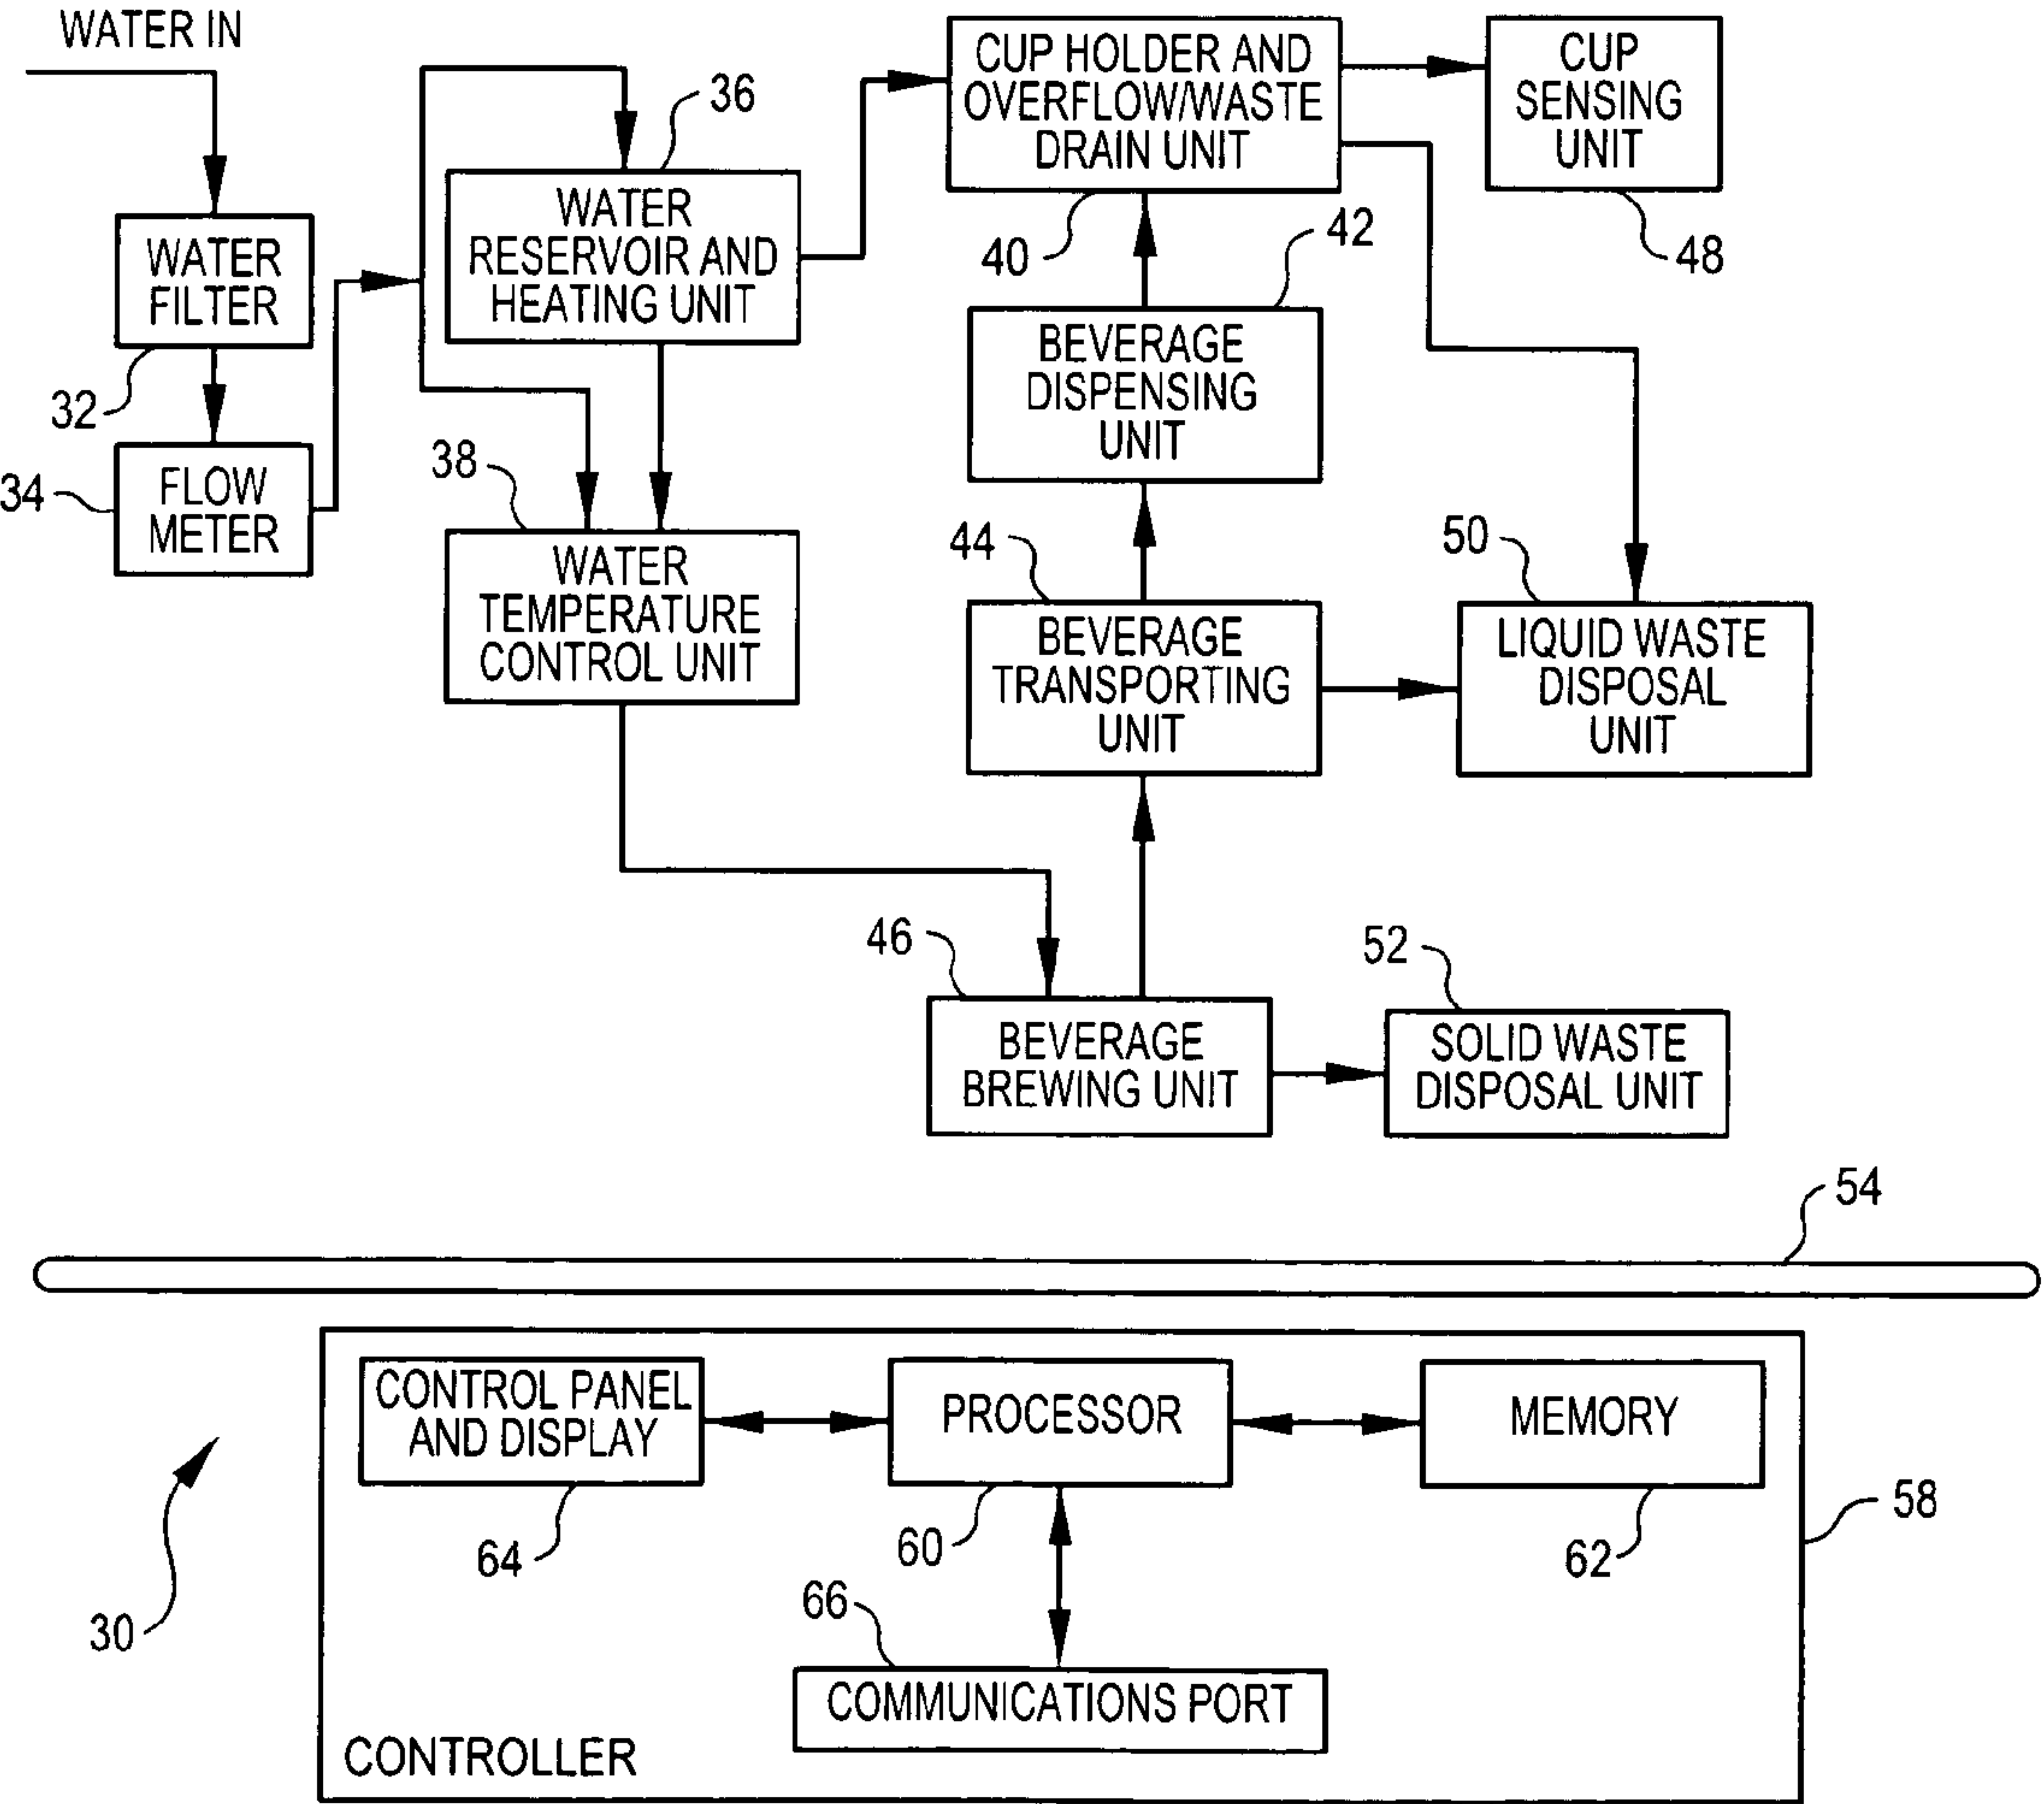 WATER IN
36
CUP HOLDER AND
OVERFLOW/WASTE
DRAIN UNIT
CUP
SENSING
UNIT
WATER
RESERVOIR AND
HEATING UNIT
40
42
48
WATER
FILTER
32
BEVERAGE
DISPENSING
UNIT
34
FLOW
METER
38
WATER
TEMPERATURE
CONTROL UNIT
44
BEVERAGE
TRANSPORTING
UNIT
50
LIQUID WASTE
DISPOSAL
UNIT
46
BEVERAGE
BREWING UNIT
52
SOLID WASTE
DISPOSAL UNIT
54
CONTROL PANEL
AND DISPLAY
PROCESSOR
MEMORY
64
60
62
58
30
66
COMMUNICATIONS PORT
CONTROLLER